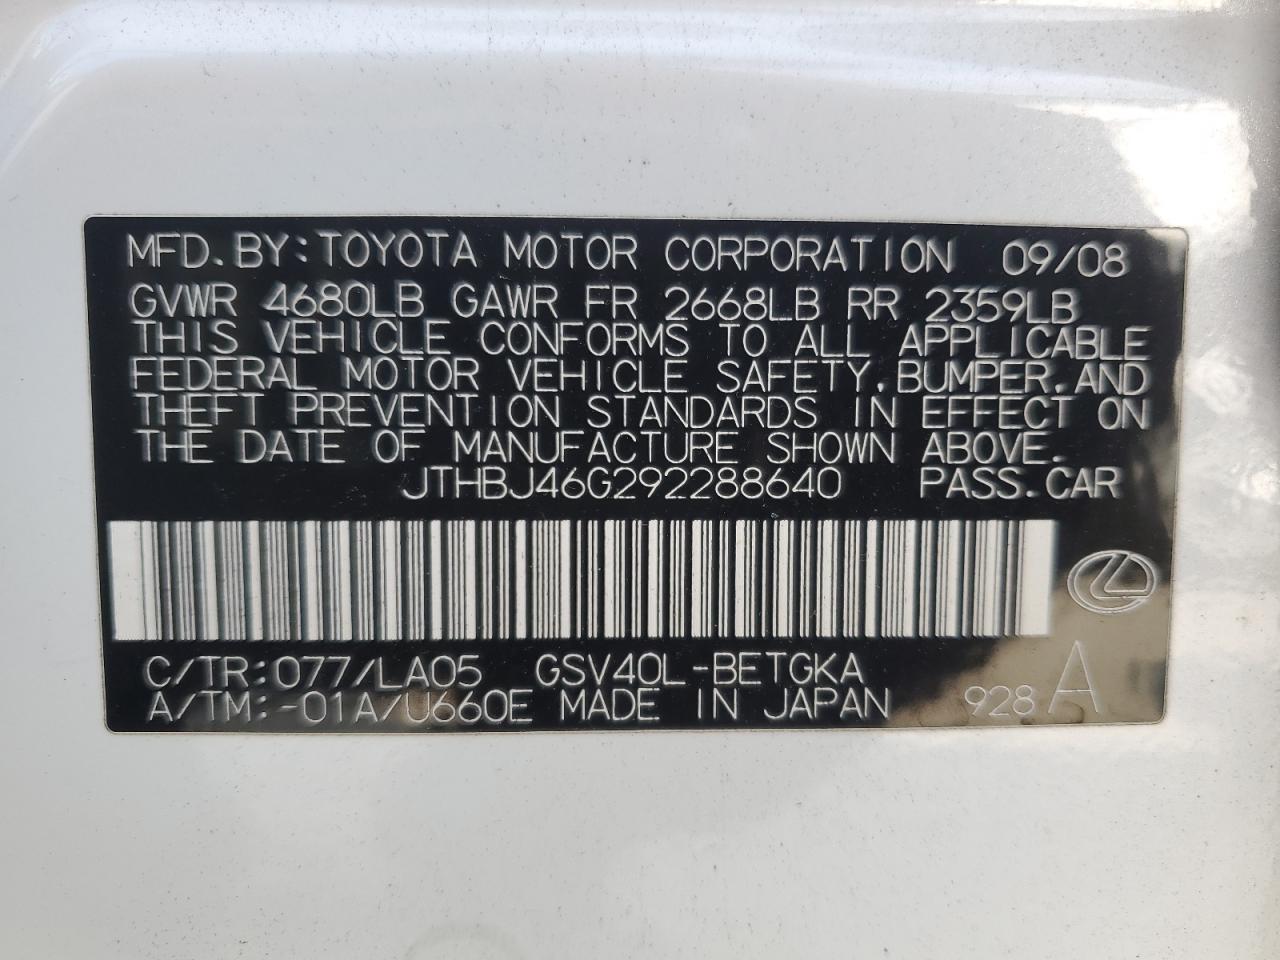 MFD. BY: TOYOTA MOTOR CORPORATION 09/08
GVWR 4680LB GAWR FR 2668LB RR 2359LB
THIS VEHICLE CONFORMS TO ALL APPLICABLE
FEDERAL MOTOR VEHICLE SAFETY, BUMPER, AND
THEFT PREVENTION STANDARDS IN EFFECT ON
THE DATE OF MANUFACTURE SHOWN ABOVE.
JTHBJ46G292288640 PASS. CAR
C/TR: 077/LA05 GSV40L-BETGKA
A/TM: -01A/U660E MADE IN JAPAN 928 A